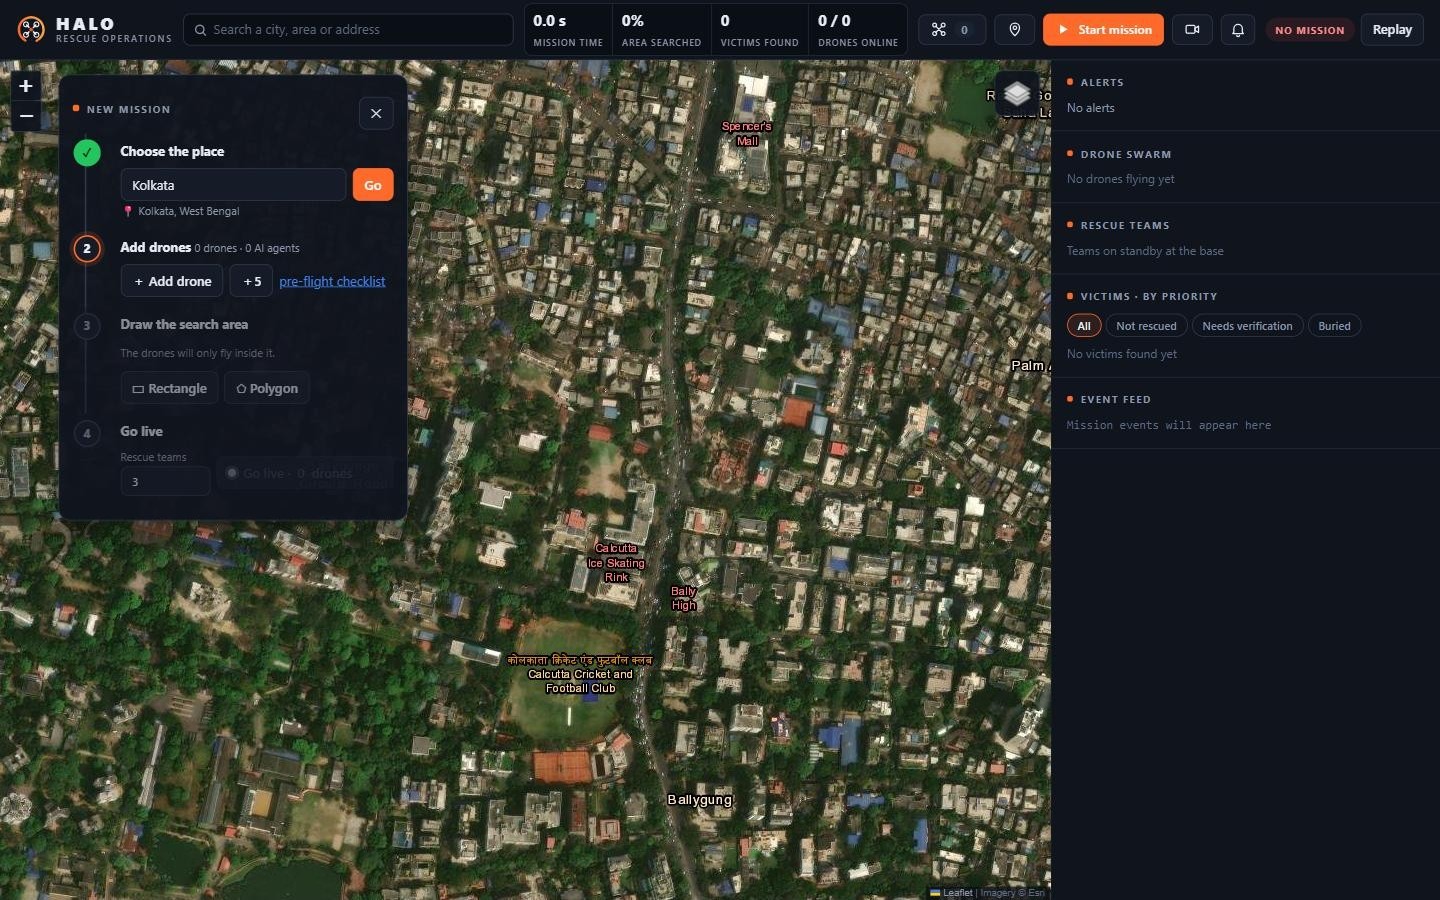 HALO
RESCUE OPERATIONS
Search a city, area or address
0.0 s
MISSION TIME
0%
AREA SEARCHED
0
VICTIMS FOUND
0 / 0
DRONES ONLINE
0
Start mission
NO MISSION
Replay
+
−
NEW MISSION
✓
Choose the place
Kolkata
Go
Kolkata, West Bengal
2
Add drones 0 drones · 0 AI agents
+ Add drone
+ 5
pre-flight checklist
3
Draw the search area
The drones will only fly inside it.
Rectangle
Polygon
4
Go live
Rescue teams
3
Go live · 0 drones
Spencer's
Mall
Palm
Calcutta
Ice Skating
Rink
Bally
High
कोलकाता क्रिकेट एंड फुटबॉल क्लब
Calcutta Cricket and
Football Club
Ballygung
Leaflet | Imagery © Esri
ALERTS
No alerts
DRONE SWARM
No drones flying yet
RESCUE TEAMS
Teams on standby at the base
VICTIMS · BY PRIORITY
All
Not rescued
Needs verification
Buried
No victims found yet
EVENT FEED
Mission events will appear here